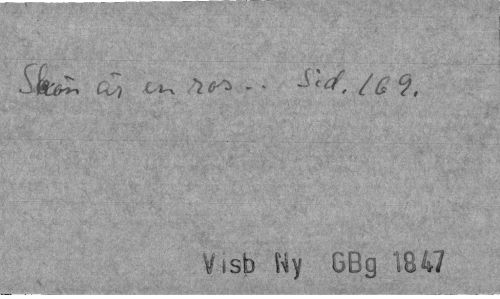 Skön är en ros... Sid. 169.
Visb Ny GBg 1847